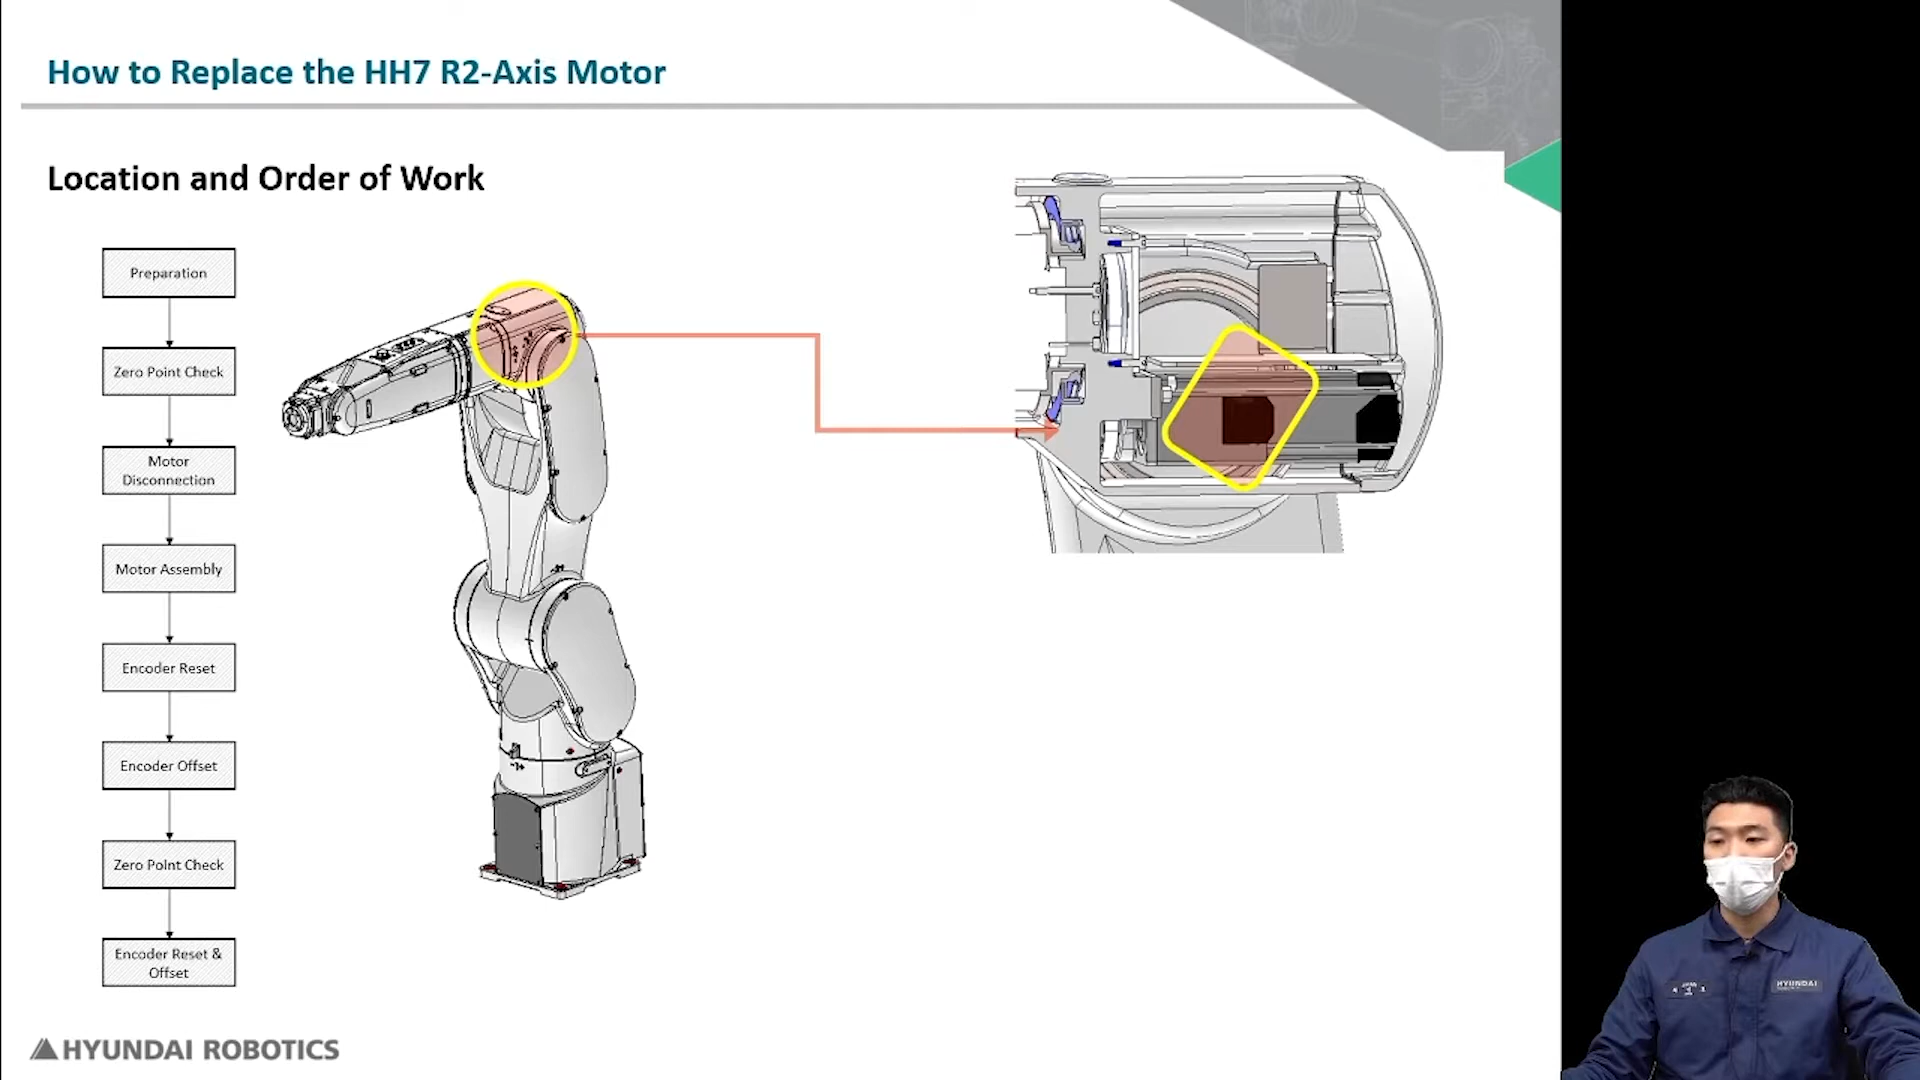 How to Replace the HH7 R2-Axis Motor
Location and Order of Work
Preparation
Zero Point Check
Motor
Disconnection
Motor Assembly
Encoder Reset
Encoder Offset
Zero Point Check
Encoder Reset &
Offset
HYUNDAI ROBOTICS
HYUNDAI